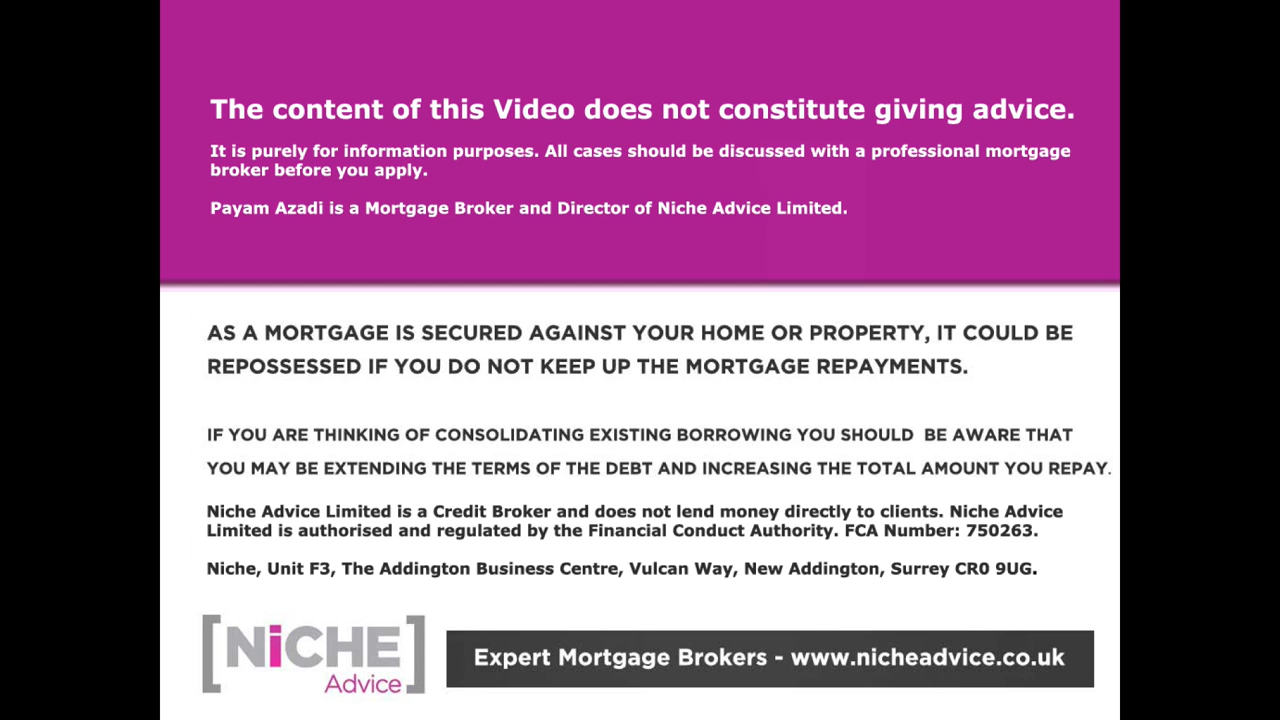 The content of this Video does not constitute giving advice.
It is purely for information purposes. All cases should be discussed with a professional mortgage
broker before you apply.
Payam Azadi is a Mortgage Broker and Director of Niche Advice Limited.
AS A MORTGAGE IS SECURED AGAINST YOUR HOME OR PROPERTY, IT COULD BE
REPOSSESSED IF YOU DO NOT KEEP UP THE MORTGAGE REPAYMENTS.
IF YOU ARE THINKING OF CONSOLIDATING EXISTING BORROWING YOU SHOULD BE AWARE THAT
YOU MAY BE EXTENDING THE TERMS OF THE DEBT AND INCREASING THE TOTAL AMOUNT YOU REPAY.
Niche Advice Limited is a Credit Broker and does not lend money directly to clients. Niche Advice
Limited is authorised and regulated by the Financial Conduct Authority. FCA Number: 750263.
Niche, Unit F3, The Addington Business Centre, Vulcan Way, New Addington, Surrey CR0 9UG.
[NiCHE]
Advice
Expert Mortgage Brokers - www.nicheadvice.co.uk